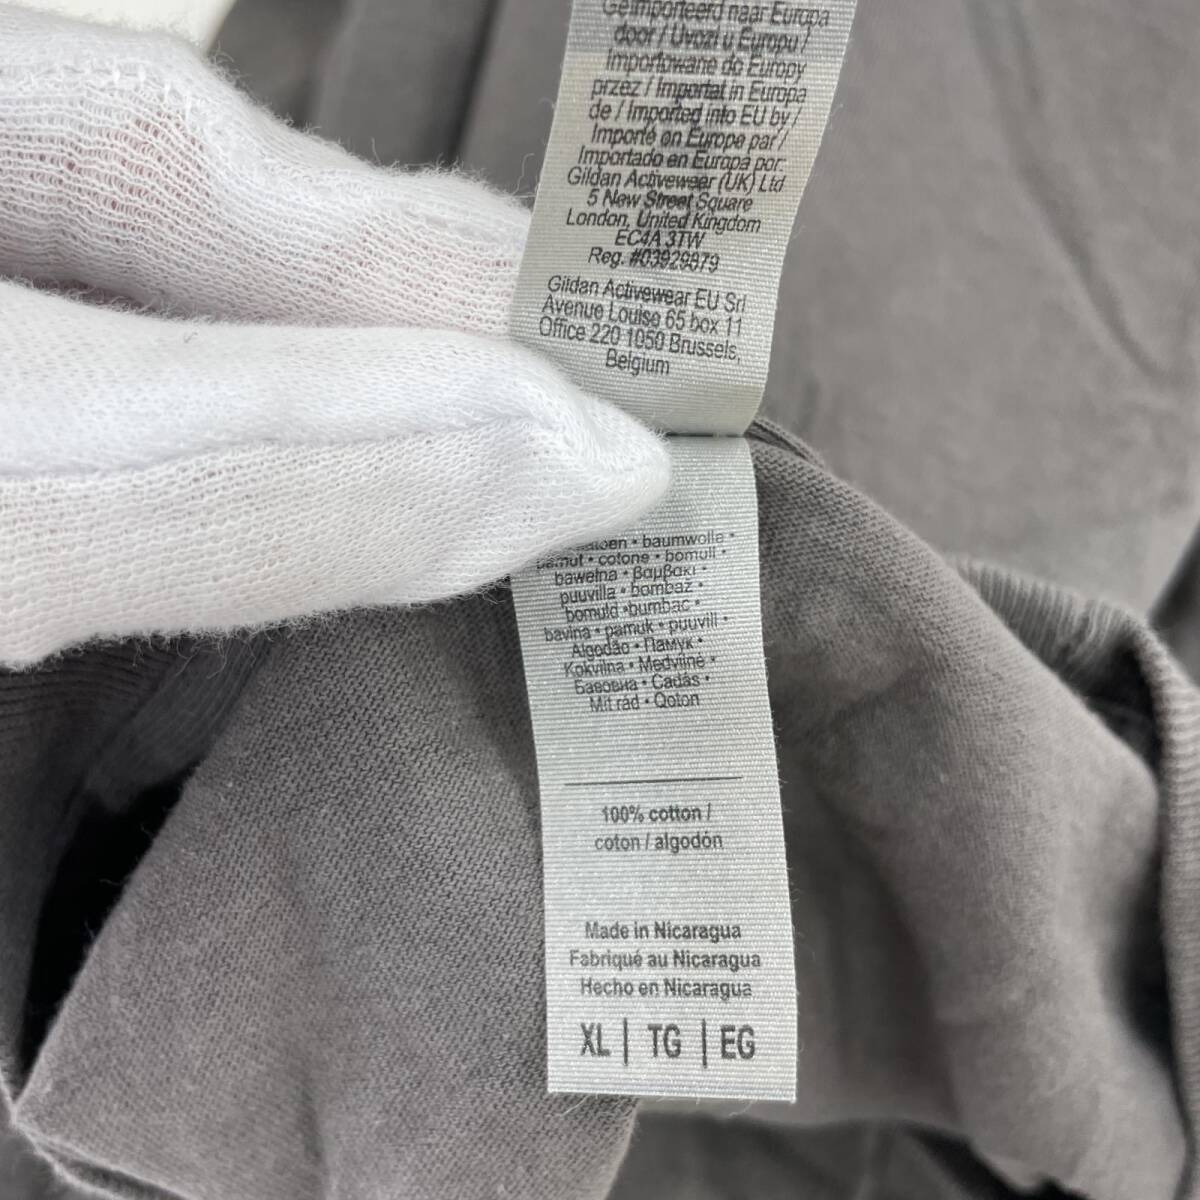 Geïmporteerd naar Europa
door / Uvozi u Europu /
Importowane do Europy
przez / Importat in Europa
de / Imported into EU by /
Importé en Europe par /
Importado en Europa por:
Gildan Activewear (UK) Ltd
5 New Street Square
London, United Kingdom
EC4A 3TW
Reg. #03929879
Gildan Activewear EU Srl
Avenue Louise 65 box 11
Office 220 1050 Brussels,
Belgium
• baumwolle •
• cotone • bomull •
bawełna • βαμβακι •
puuvilla • bombaž •
bomuld •bumbac •
bavlna • pamuk • puuvill •
Algodão • Памук •
Kokvilna • Medvilnė •
Бавовна • Cadás •
Mit rad • Qoton
100% cotton /
coton / algodón
Made in Nicaragua
Fabriqué au Nicaragua
Hecho en Nicaragua
XL | TG | EG